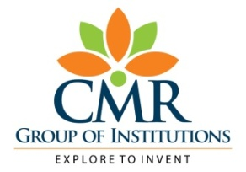 CMR
GROUP OF INSTITUTIONS
EXPLORE TO INVENT